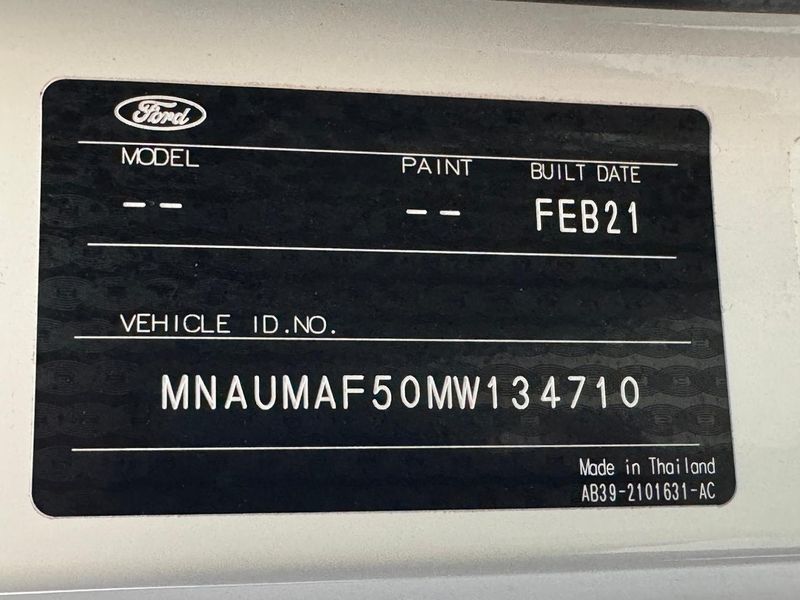 Ford
MODEL PAINT BUILT DATE
-- -- FEB21
VEHICLE ID.NO.
MNAUMAF50MW134710
Made in Thailand
AB39-2101631-AC